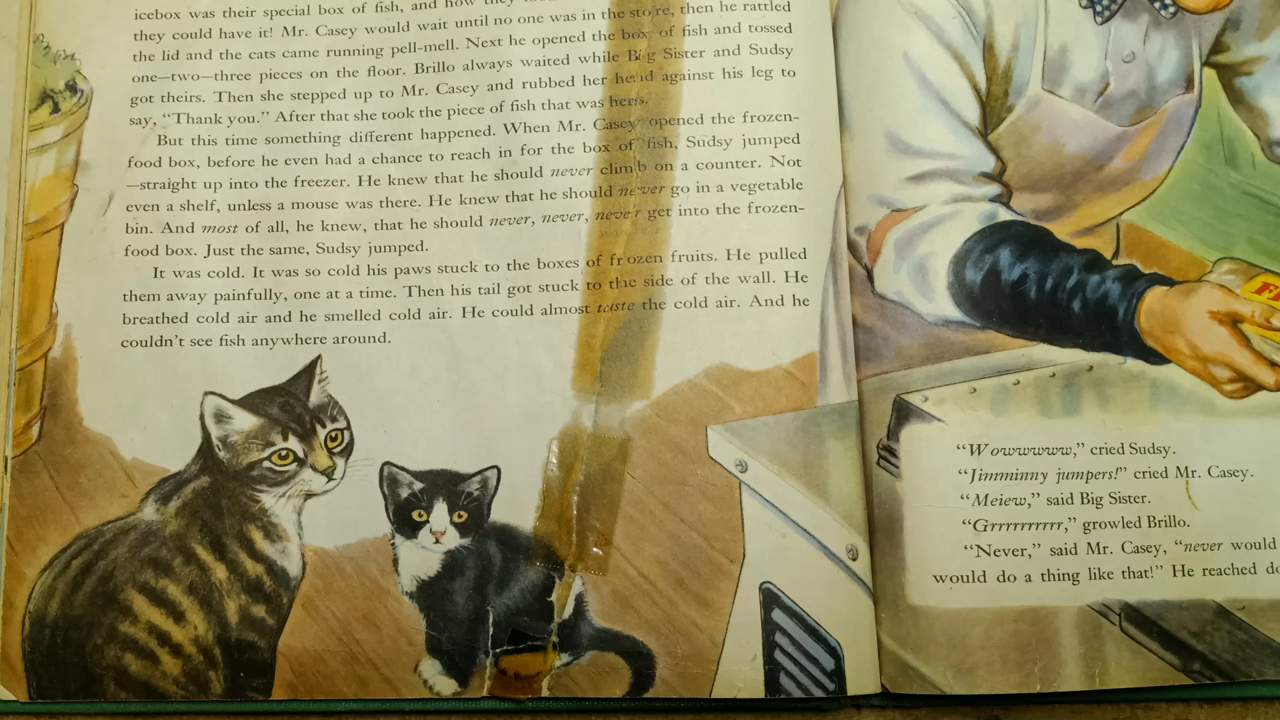 icebox was their special box of fish, and how they
they could have it! Mr. Casey would wait until no one was in the store, then he rattled
the lid and the cats came running pell-mell. Next he opened the box of fish and tossed
one—two—three pieces on the floor. Brillo always waited while Big Sister and Sudsy
got theirs. Then she stepped up to Mr. Casey and rubbed her head against his leg to
say, “Thank you.” After that she took the piece of fish that was hers.
But this time something different happened. When Mr. Casey opened the frozen-
food box, before he even had a chance to reach in for the box of fish, Sudsy jumped
—straight up into the freezer. He knew that he should never climb on a counter. Not
even a shelf, unless a mouse was there. He knew that he should never go in a vegetable
bin. And most of all, he knew, that he should never, never, never get into the frozen-
food box. Just the same, Sudsy jumped.
It was cold. It was so cold his paws stuck to the boxes of frozen fruits. He pulled
them away painfully, one at a time. Then his tail got stuck to the side of the wall. He
breathed cold air and he smelled cold air. He could almost taste the cold air. And he
couldn’t see fish anywhere around.
“Wowwwww,” cried Sudsy.
“Jimminny jumpers!” cried Mr. Casey.
“Meiew,” said Big Sister.
“Grrrrrrrrrr,” growled Brillo.
“Never,” said Mr. Casey, “never would
would do a thing like that!” He reached